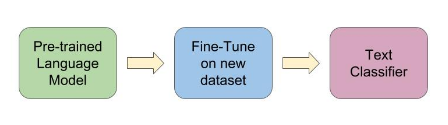 Pre-trained
Language
Model
Fine-Tune
on new
dataset
Text
Classifier